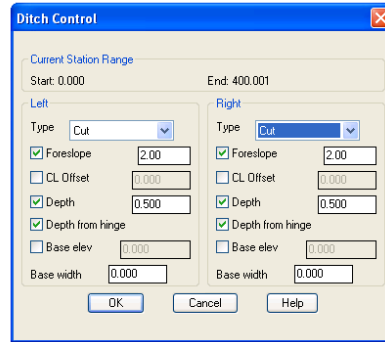 Ditch Control
Current Station Range
Start: 0.000 End: 400.001
Left Right
Type Cut Type Cut
Foreslope 2.00 Foreslope 2.00
CL Offset 0.000 CL Offset 0.000
Depth 0.500 Depth 0.500
Depth from hinge Depth from hinge
Base elev 0.000 Base elev 0.000
Base width 0.000 Base width 0.000
OK Cancel Help